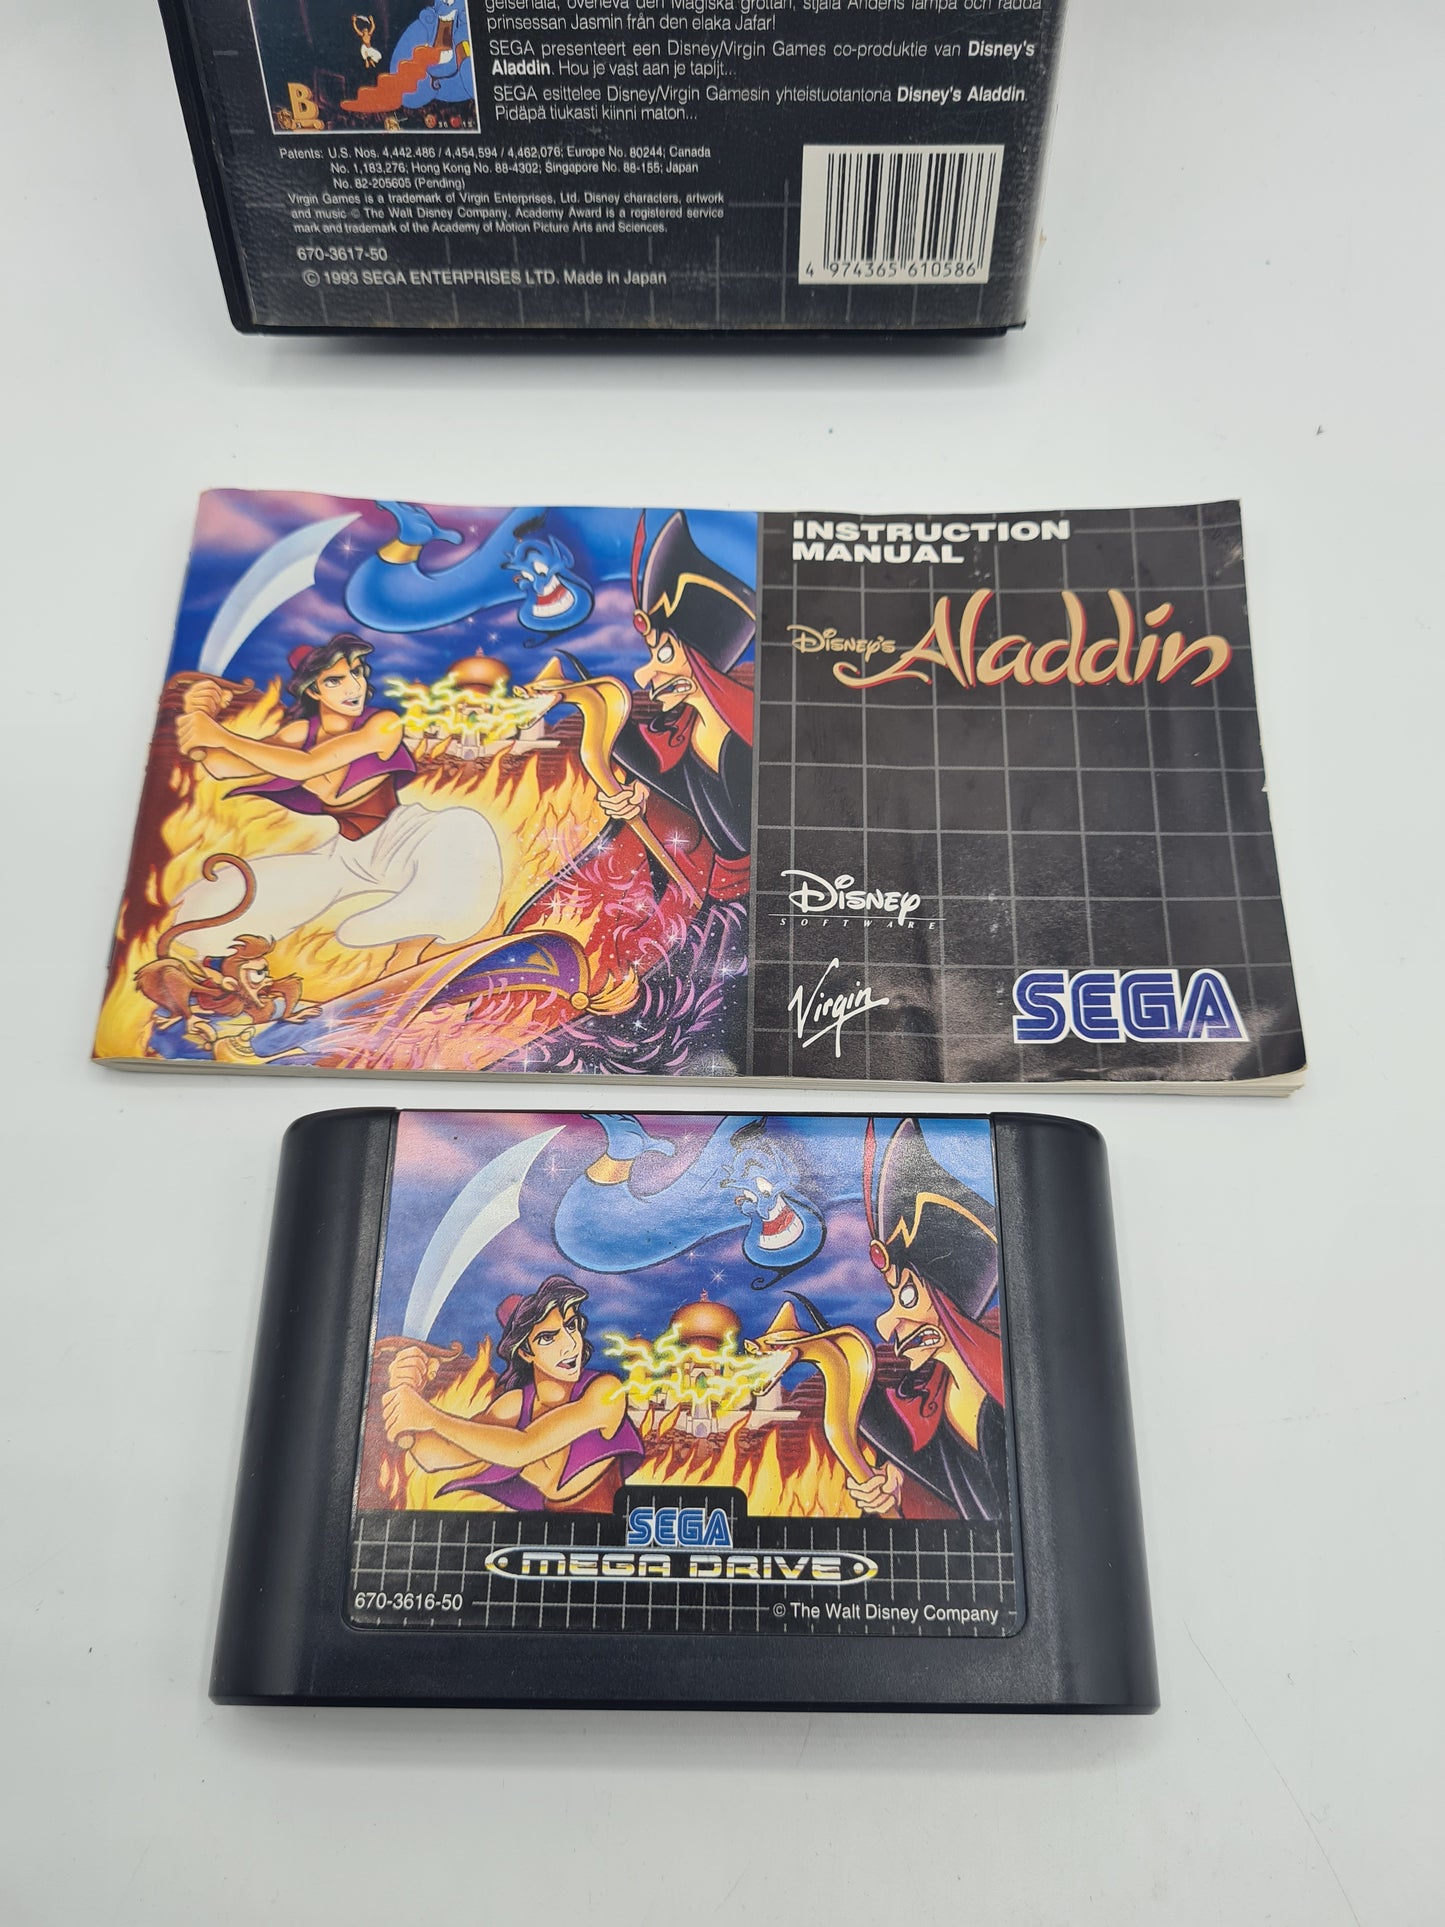 gelsehåla, överleva den Magiska grottan, stjäla Andens lampa och rädda
prinsessan Jasmin från den elaka Jafar!
SEGA presenteert een Disney/Virgin Games co-produktie van Disney's
Aladdin. Hou je vast aan je tapijt...
SEGA esittelee Disney/Virgin Gamesin yhteistuotantona Disney's Aladdin.
Pidäpä tiukasti kiinni maton...
B
Patents: U.S. Nos. 4,442,486 / 4,454,594 / 4,462,076; Europe No. 80244; Canada
No. 1,183,276; Hong Kong No. 88-4302; Singapore No. 88-155; Japan
No. 82-205605 (Pending)
Virgin Games is a trademark of Virgin Enterprises, Ltd. Disney characters, artwork
and music © The Walt Disney Company. Academy Award is a registered service
mark and trademark of the Academy of Motion Picture Arts and Sciences.
670-3617-50
© 1993 SEGA ENTERPRISES LTD. Made in Japan
4 974365 610586
INSTRUCTION
MANUAL
Disney's Aladdin
Disney
SOFTWARE
Virgin
SEGA
SEGA
MEGA DRIVE
670-3616-50
© The Walt Disney Company